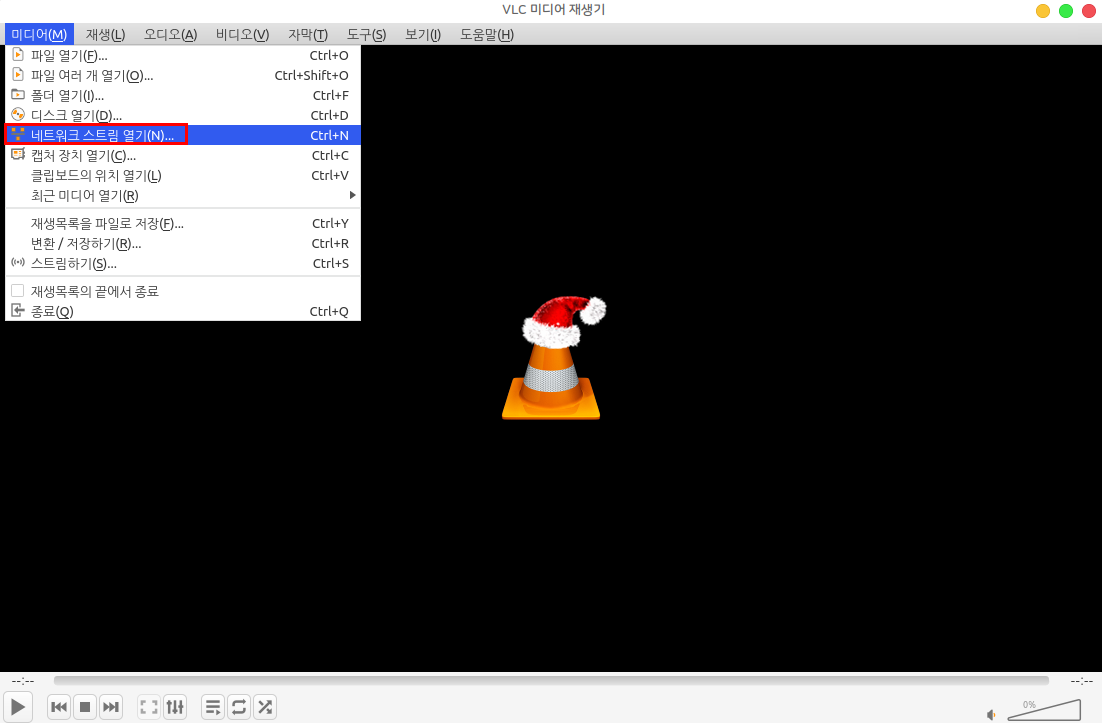 VLC 미디어 재생기
미디어(M) 재생(L) 오디오(A) 비디오(V) 자막(T) 도구(S) 보기(I) 도움말(H)
파일 열기(F)... Ctrl+O
파일 여러 개 열기(O)... Ctrl+Shift+O
폴더 열기(I)... Ctrl+F
디스크 열기(D)... Ctrl+D
네트워크 스트림 열기(N)... Ctrl+N
캡처 장치 열기(C)... Ctrl+C
클립보드의 위치 열기(L) Ctrl+V
최근 미디어 열기(R)
재생목록을 파일로 저장(F)... Ctrl+Y
변환 / 저장하기(R)... Ctrl+R
스트림하기(S)... Ctrl+S
재생목록의 끝에서 종료
종료(Q) Ctrl+Q
--:-- --:--
0%